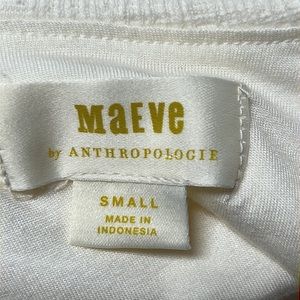 MaEVe
by ANTHROPOLOGIE
SMALL
MADE IN
INDONESIA